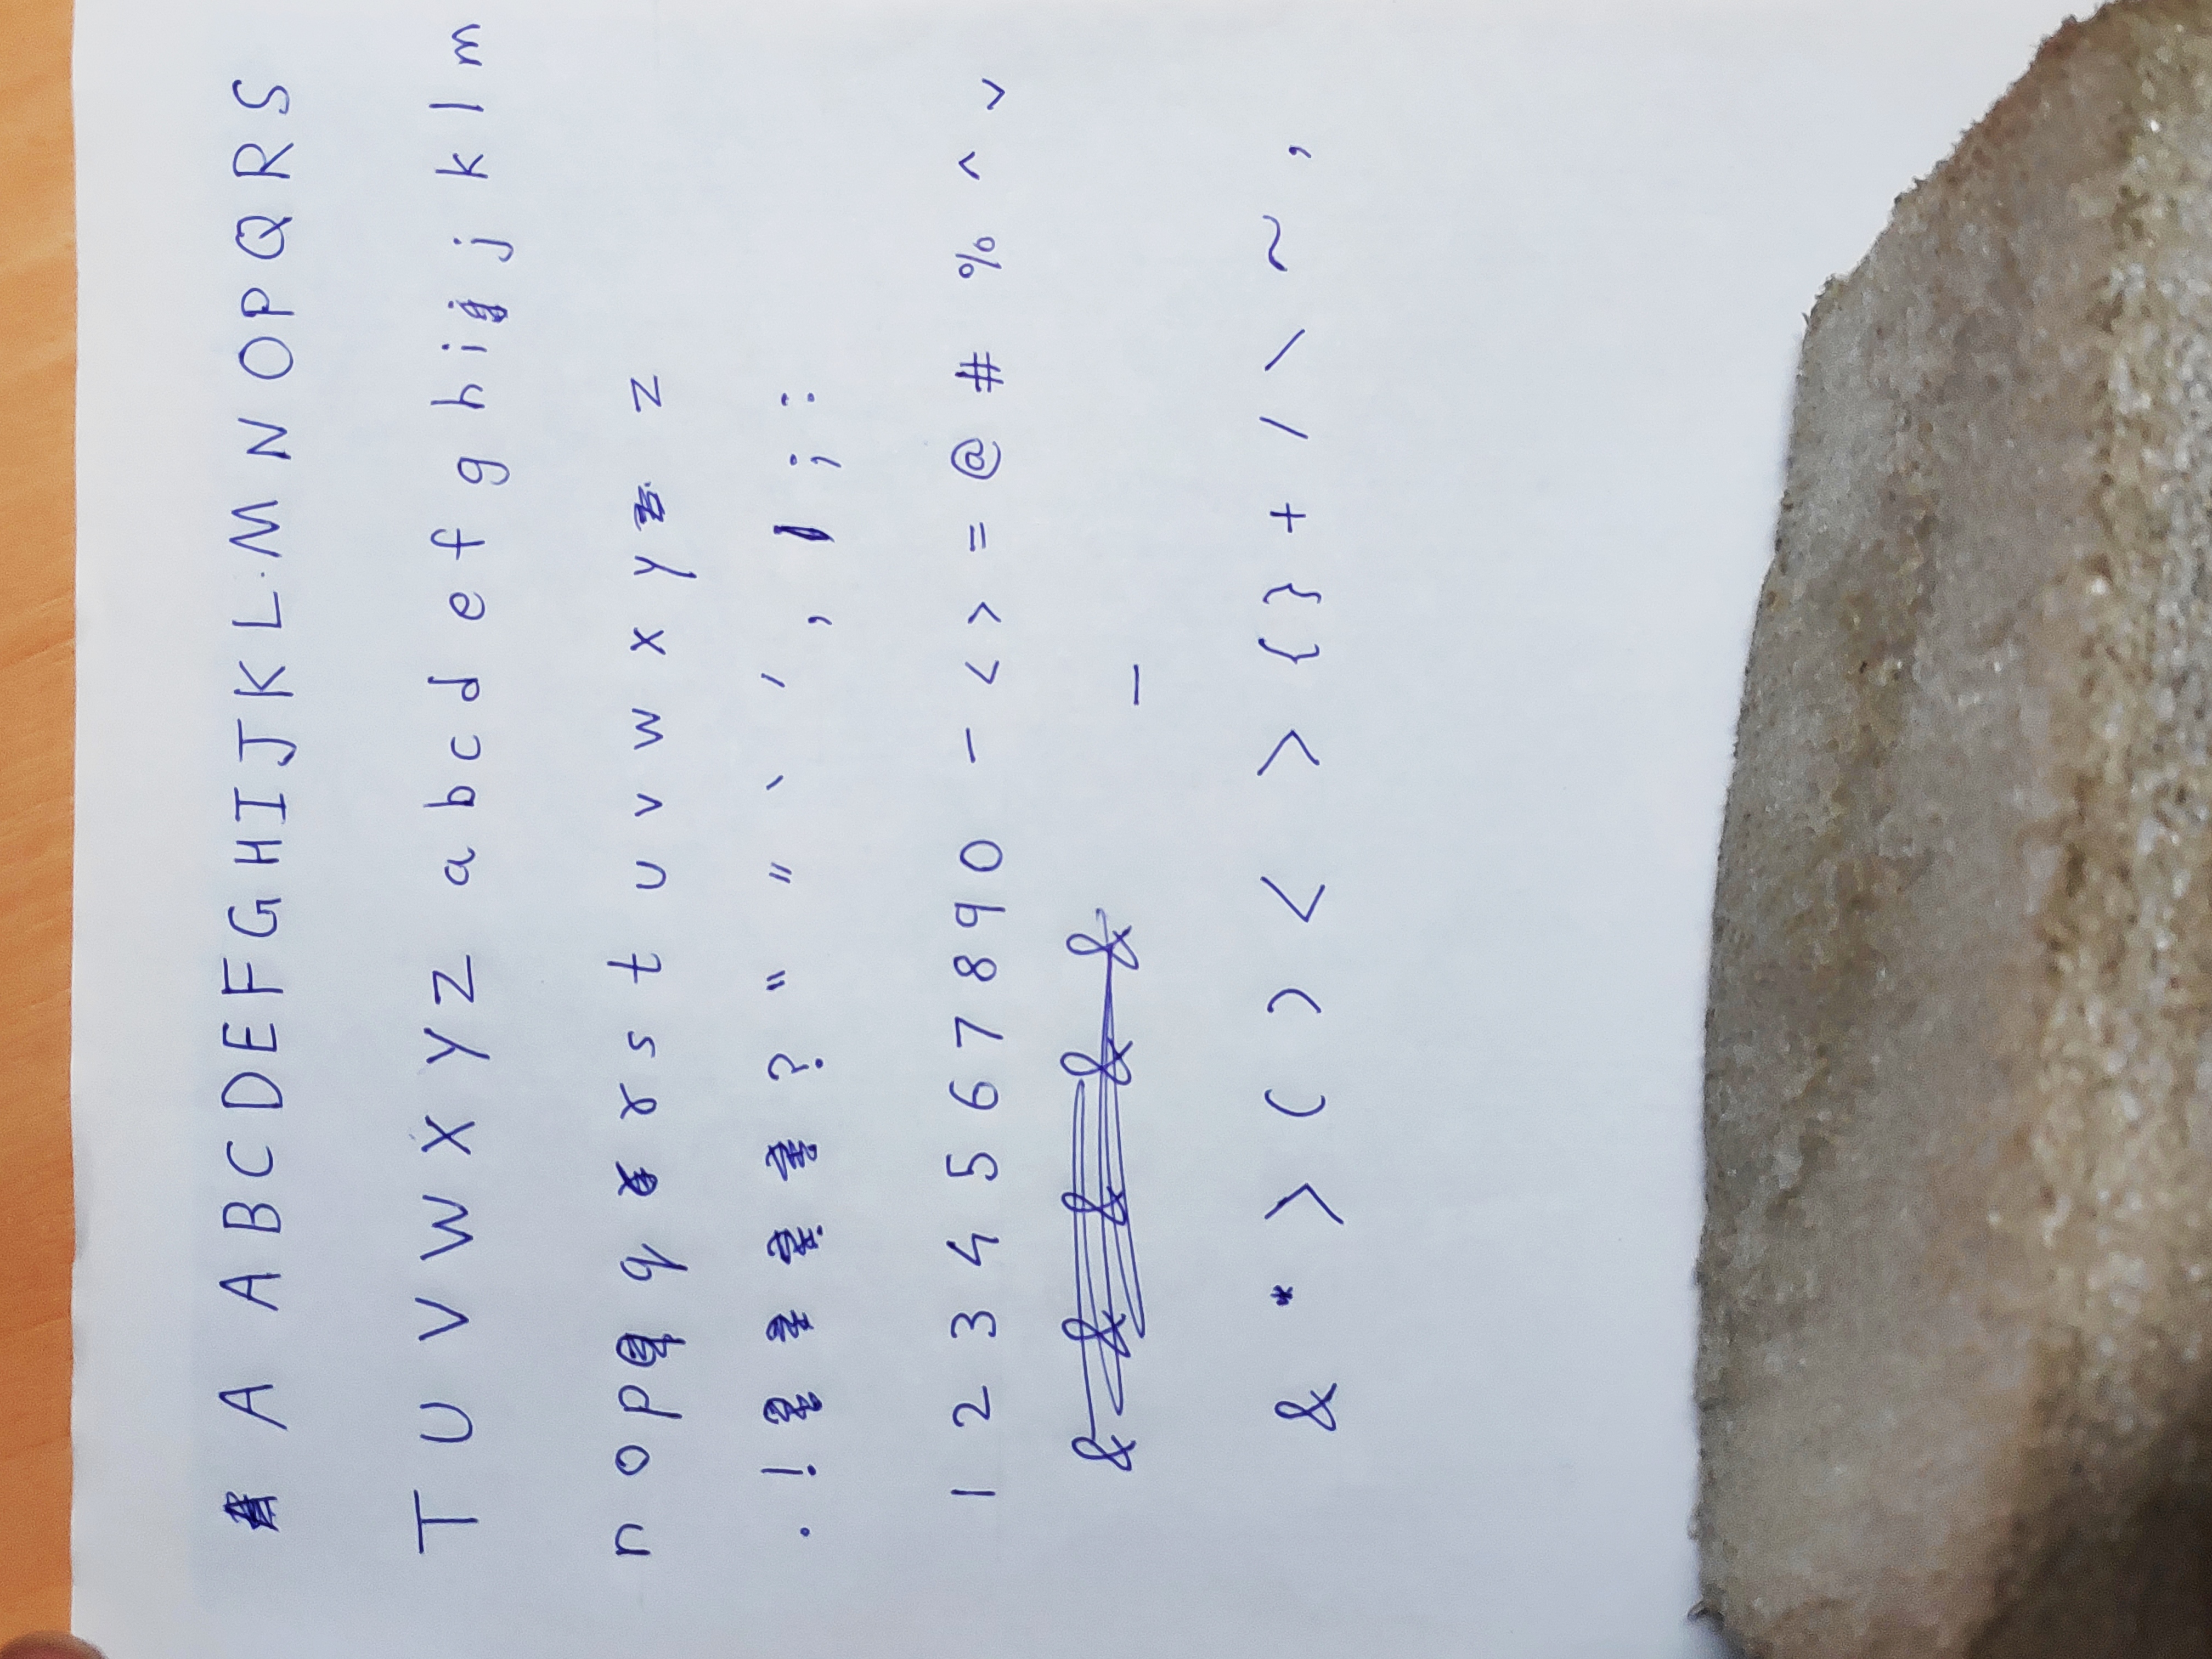 A A B C D E F G H I J K L M N O P Q R S
T U V W X Y Z a b c d e f g h i j k l m
n o p q r s t u v w x y z
. ! ? " " ` ' , ; :
1 2 3 4 5 6 7 8 9 0 - < > = @ # % ^ v
_
& * > ( ) < > { } + / \ ~ ,